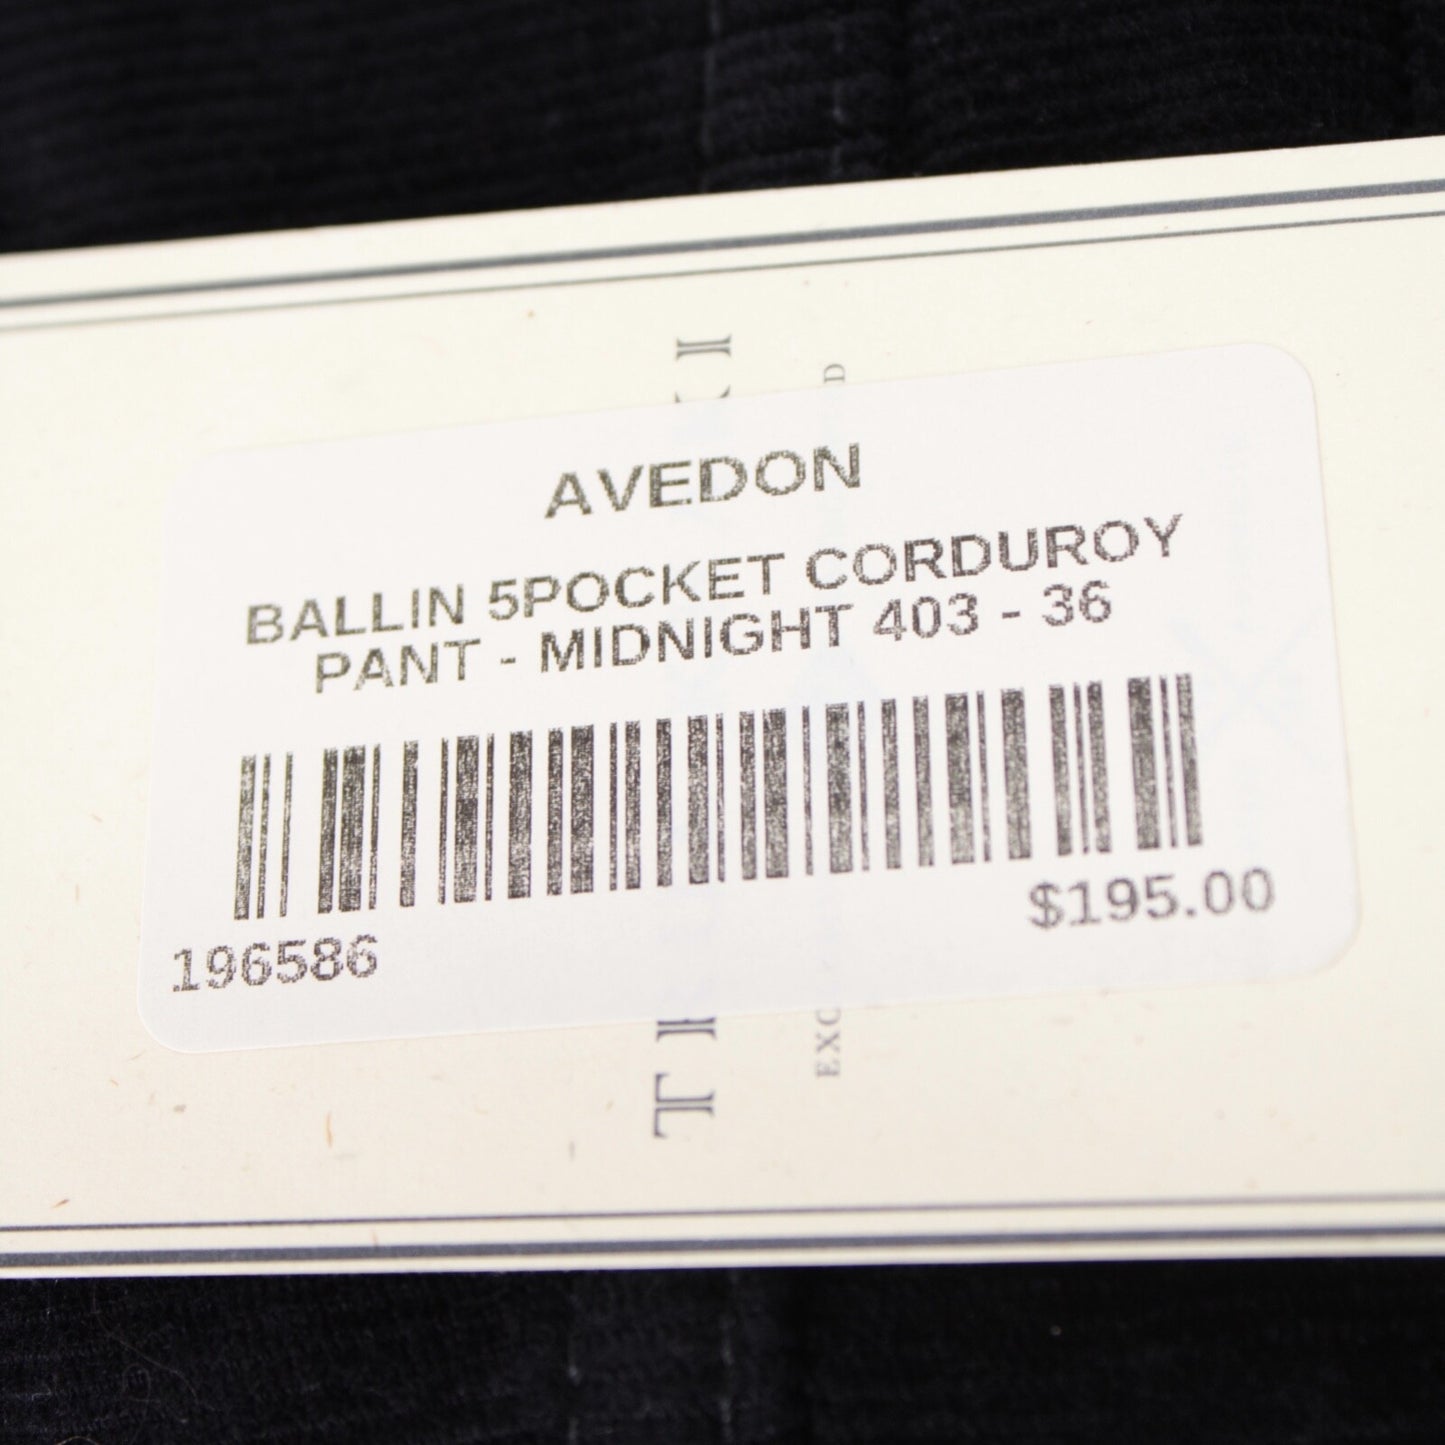 AVEDON
BALLIN 5POCKET CORDUROY
PANT - MIDNIGHT 403 - 36
196586
$195.00